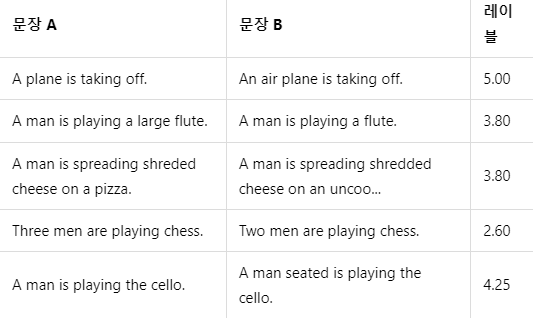 문장 A 문장 B 레이
블
A plane is taking off. An air plane is taking off. 5.00
A man is playing a large flute. A man is playing a flute. 3.80
A man is spreading shreded A man is spreading shredded 3.80
cheese on a pizza. cheese on an uncoo...
Three men are playing chess. Two men are playing chess. 2.60
A man is playing the cello. A man seated is playing the 4.25
cello.